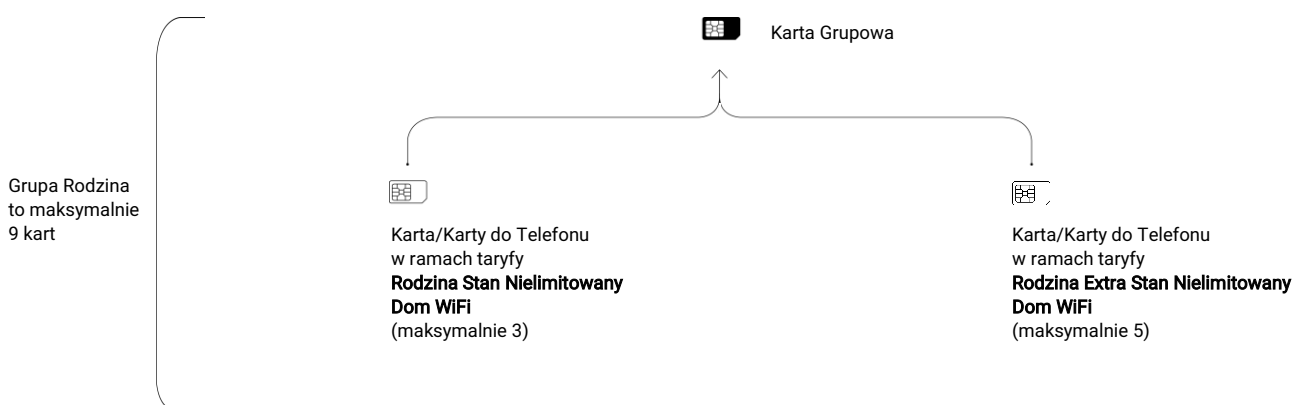 Karta Grupowa
Grupa Rodzina
to maksymalnie
9 kart
Karta/Karty do Telefonu
w ramach taryfy
Rodzina Stan Nielimitowany
Dom WiFi
(maksymalnie 3)
Karta/Karty do Telefonu
w ramach taryfy
Rodzina Extra Stan Nielimitowany
Dom WiFi
(maksymalnie 5)